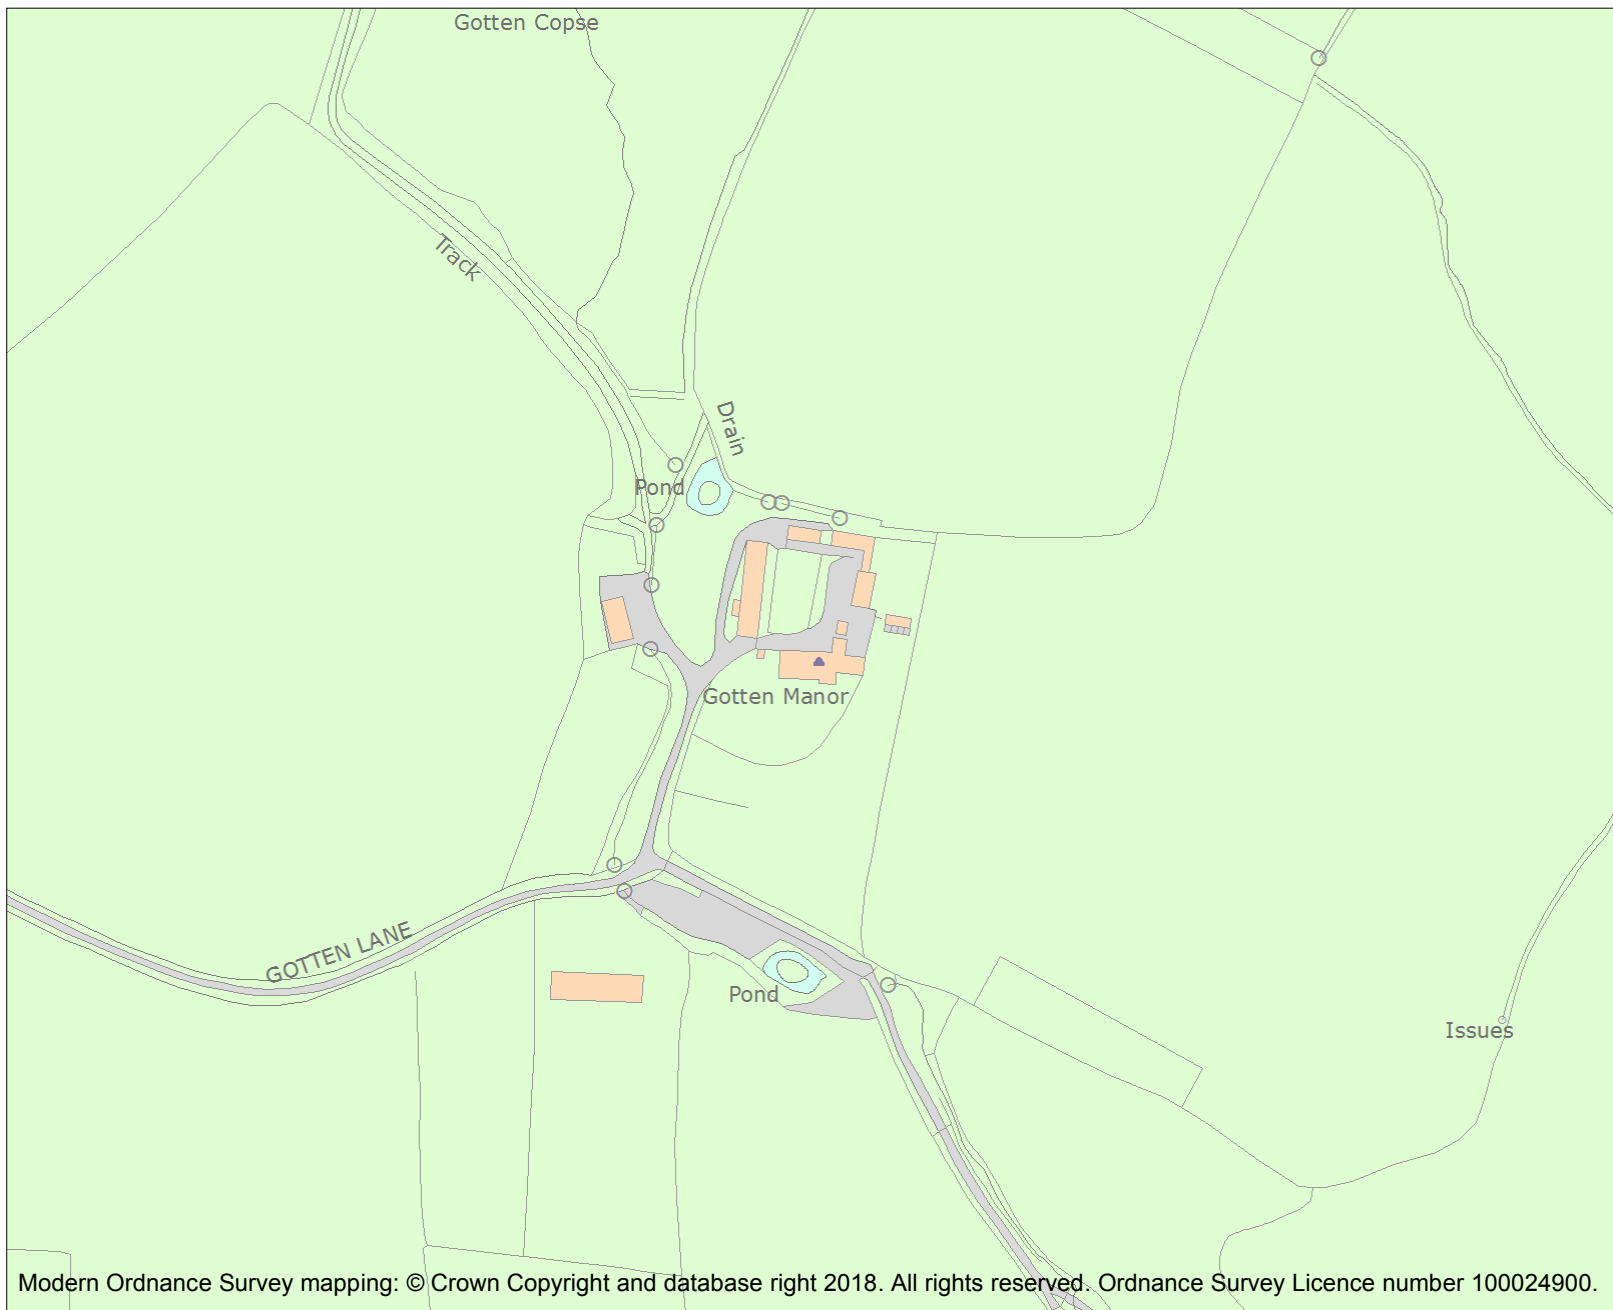 Gotten Copse
Track
Drain
Pond
Gotten Manor
GOTTEN LANE
Pond
Issues
Modern Ordnance Survey mapping: © Crown Copyright and database right 2018. All rights reserved. Ordnance Survey Licence number 100024900.